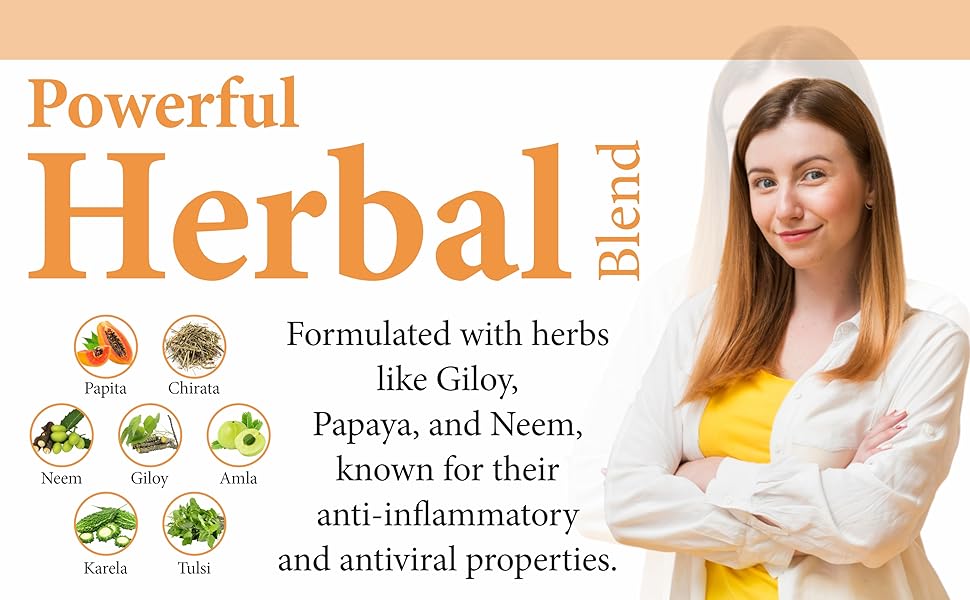 Powerful
Herbal
Blend
Papita
Chirata
Neem
Giloy
Amla
Karela
Tulsi
Formulated with herbs
like Giloy,
Papaya, and Neem,
known for their
anti-inflammatory
and antiviral properties.